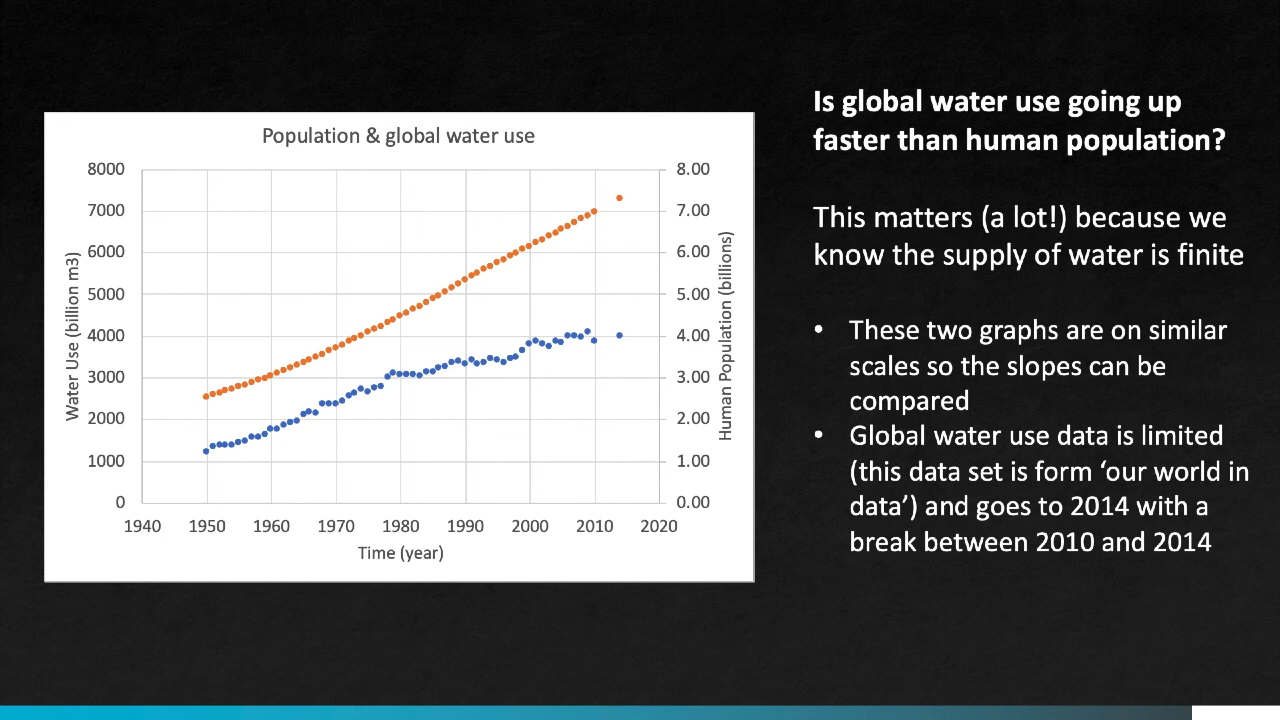 Population & global water use
8000
7000
6000
5000
4000
3000
2000
1000
0
Water Use (billion m3)
8.00
7.00
6.00
5.00
4.00
3.00
2.00
1.00
0.00
Human Population (billions)
1940 1950 1960 1970 1980 1990 2000 2010 2020
Time (year)
Is global water use going up
faster than human population?
This matters (a lot!) because we
know the supply of water is finite
• These two graphs are on similar
scales so the slopes can be
compared
• Global water use data is limited
(this data set is form ‘our world in
data’) and goes to 2014 with a
break between 2010 and 2014